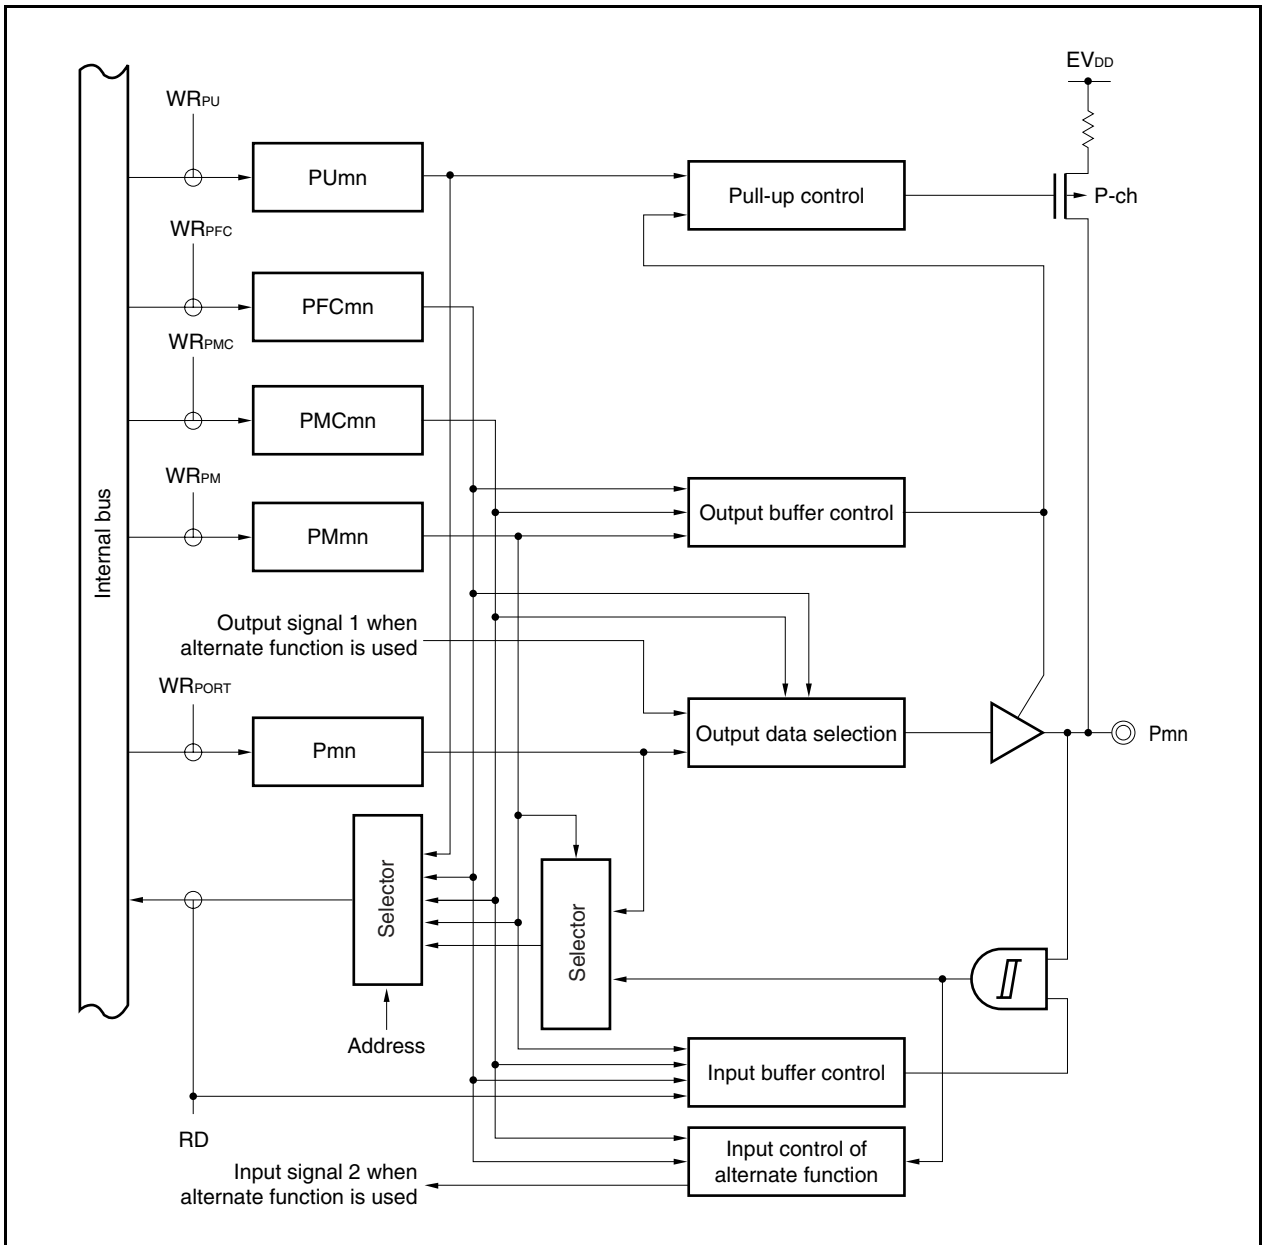 EVDD
WRPU
PUmn
Pull-up control
P-ch
WRPFC
PFCmn
WRPMC
PMCmn
WRPM
PMmn
Output buffer control
Internal bus
Output signal 1 when
alternate function is used
WRPORT
Pmn
Output data selection
Pmn
Selector
Selector
Address
Input buffer control
RD
Input control of
alternate function
Input signal 2 when
alternate function is used